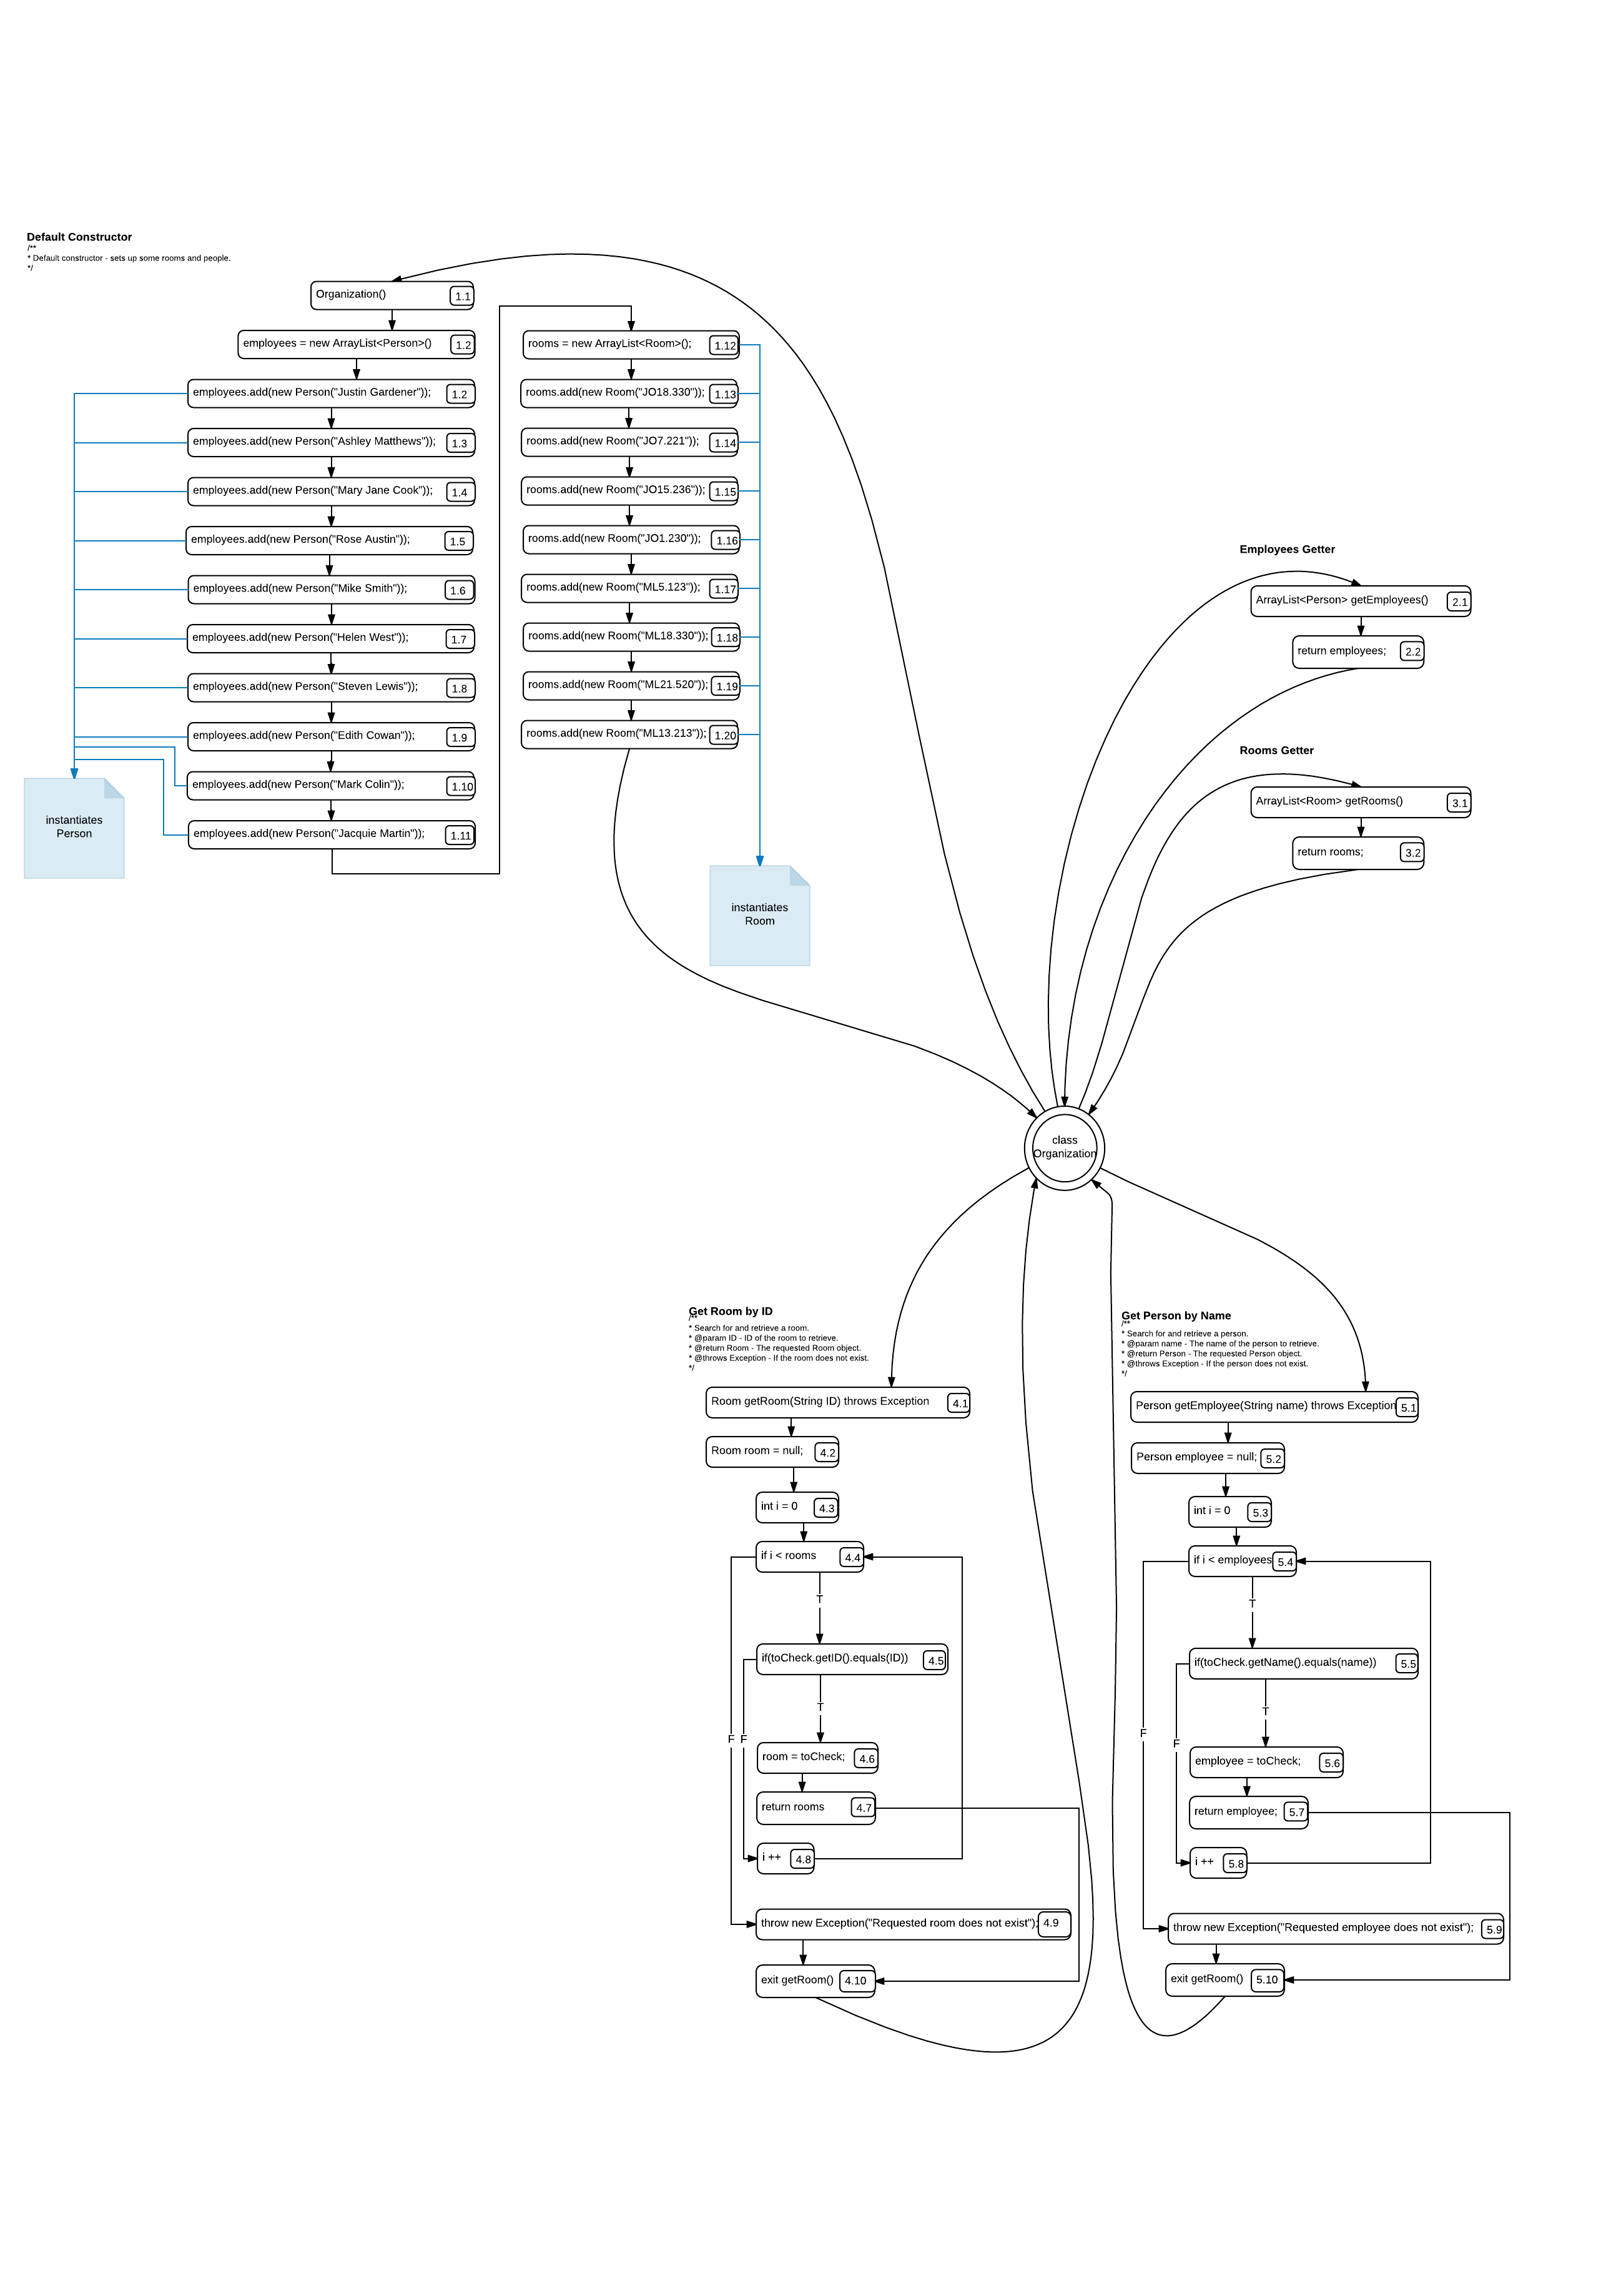 Default Constructor
/**
* Default constructor - sets up some rooms and people.
*/
Organization() 1.1
employees = new ArrayList<Person>() 1.2
employees.add(new Person("Justin Gardener")); 1.2
employees.add(new Person("Ashley Matthews")); 1.3
employees.add(new Person("Mary Jane Cook")); 1.4
employees.add(new Person("Rose Austin")); 1.5
employees.add(new Person("Mike Smith")); 1.6
employees.add(new Person("Helen West")); 1.7
employees.add(new Person("Steven Lewis")); 1.8
employees.add(new Person("Edith Cowan")); 1.9
employees.add(new Person("Mark Colin")); 1.10
employees.add(new Person("Jacquie Martin")); 1.11
instantiates
Person
rooms = new ArrayList<Room>(); 1.12
rooms.add(new Room("JO18.330")); 1.13
rooms.add(new Room("JO7.221")); 1.14
rooms.add(new Room("JO15.236")); 1.15
rooms.add(new Room("JO1.230")); 1.16
rooms.add(new Room("ML5.123")); 1.17
rooms.add(new Room("ML18.330")); 1.18
rooms.add(new Room("ML21.520")); 1.19
rooms.add(new Room("ML13.213")); 1.20
instantiates
Room
Employees Getter
ArrayList<Person> getEmployees() 2.1
return employees; 2.2
Rooms Getter
ArrayList<Room> getRooms() 3.1
return rooms; 3.2
class
Organization
Get Room by ID
/**
* Search for and retrieve a room.
* @param ID - ID of the room to retrieve.
* @return Room - The requested Room object.
* @throws Exception - If the room does not exist.
*/
Room getRoom(String ID) throws Exception 4.1
Room room = null; 4.2
int i = 0 4.3
if i < rooms 4.4
T
if(toCheck.getID().equals(ID)) 4.5
T
F F
room = toCheck; 4.6
return rooms 4.7
i ++ 4.8
throw new Exception("Requested room does not exist"); 4.9
exit getRoom() 4.10
Get Person by Name
/**
* Search for and retrieve a person.
* @param name - The name of the person to retrieve.
* @return Person - The requested Person object.
* @throws Exception - If the person does not exist.
*/
Person getEmployee(String name) throws Exception 5.1
Person employee = null; 5.2
int i = 0 5.3
if i < employees 5.4
T
if(toCheck.getName().equals(name)) 5.5
T
F
F
employee = toCheck; 5.6
return employee; 5.7
i ++ 5.8
throw new Exception("Requested employee does not exist"); 5.9
exit getRoom() 5.10